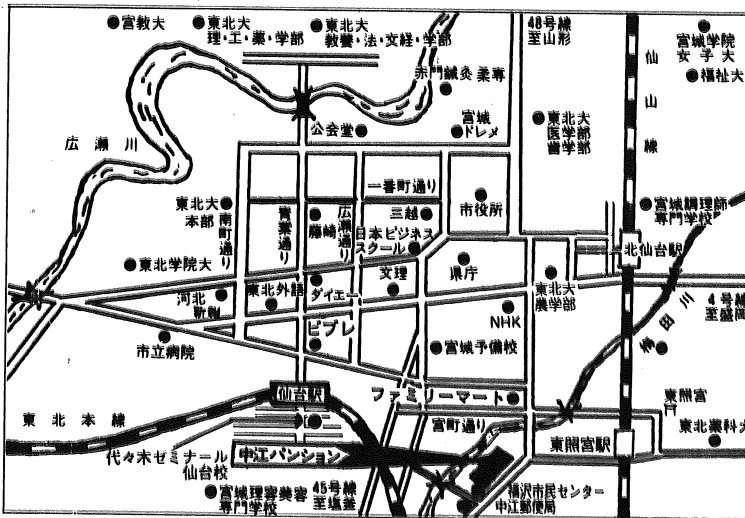 宮教大
東北大
理・工・薬・学部
東北大
教養・法・文経・学部
48号線
至山形
宮城学院
女子大
福祉大
仙山線
赤門鍼灸柔専
宮城
ドレメ
東北大
医学部
歯学部
公会堂
広瀬川
一番町通り
市役所
宮城調理師
専門学校
東北大
本部
南町通り
青葉通り
藤崎
広瀬通り
三越
日本ビジネス
スクール
北仙台駅
東北学院大
県庁
河北
新報
東北外語
ダイエー
文理
東北大
農学部
4号線
至盛岡
NHK
梅田川
ビブレ
市立病院
宮城予備校
仙台駅
ファミリーマート
東照宮
東北本線
宮町通り
東北薬科大
代々木ゼミナール
仙台校
中江パンション
東照宮駅
宮城理容美容
専門学校
45号線
至塩釜
福沢市民センター
中江郵便局